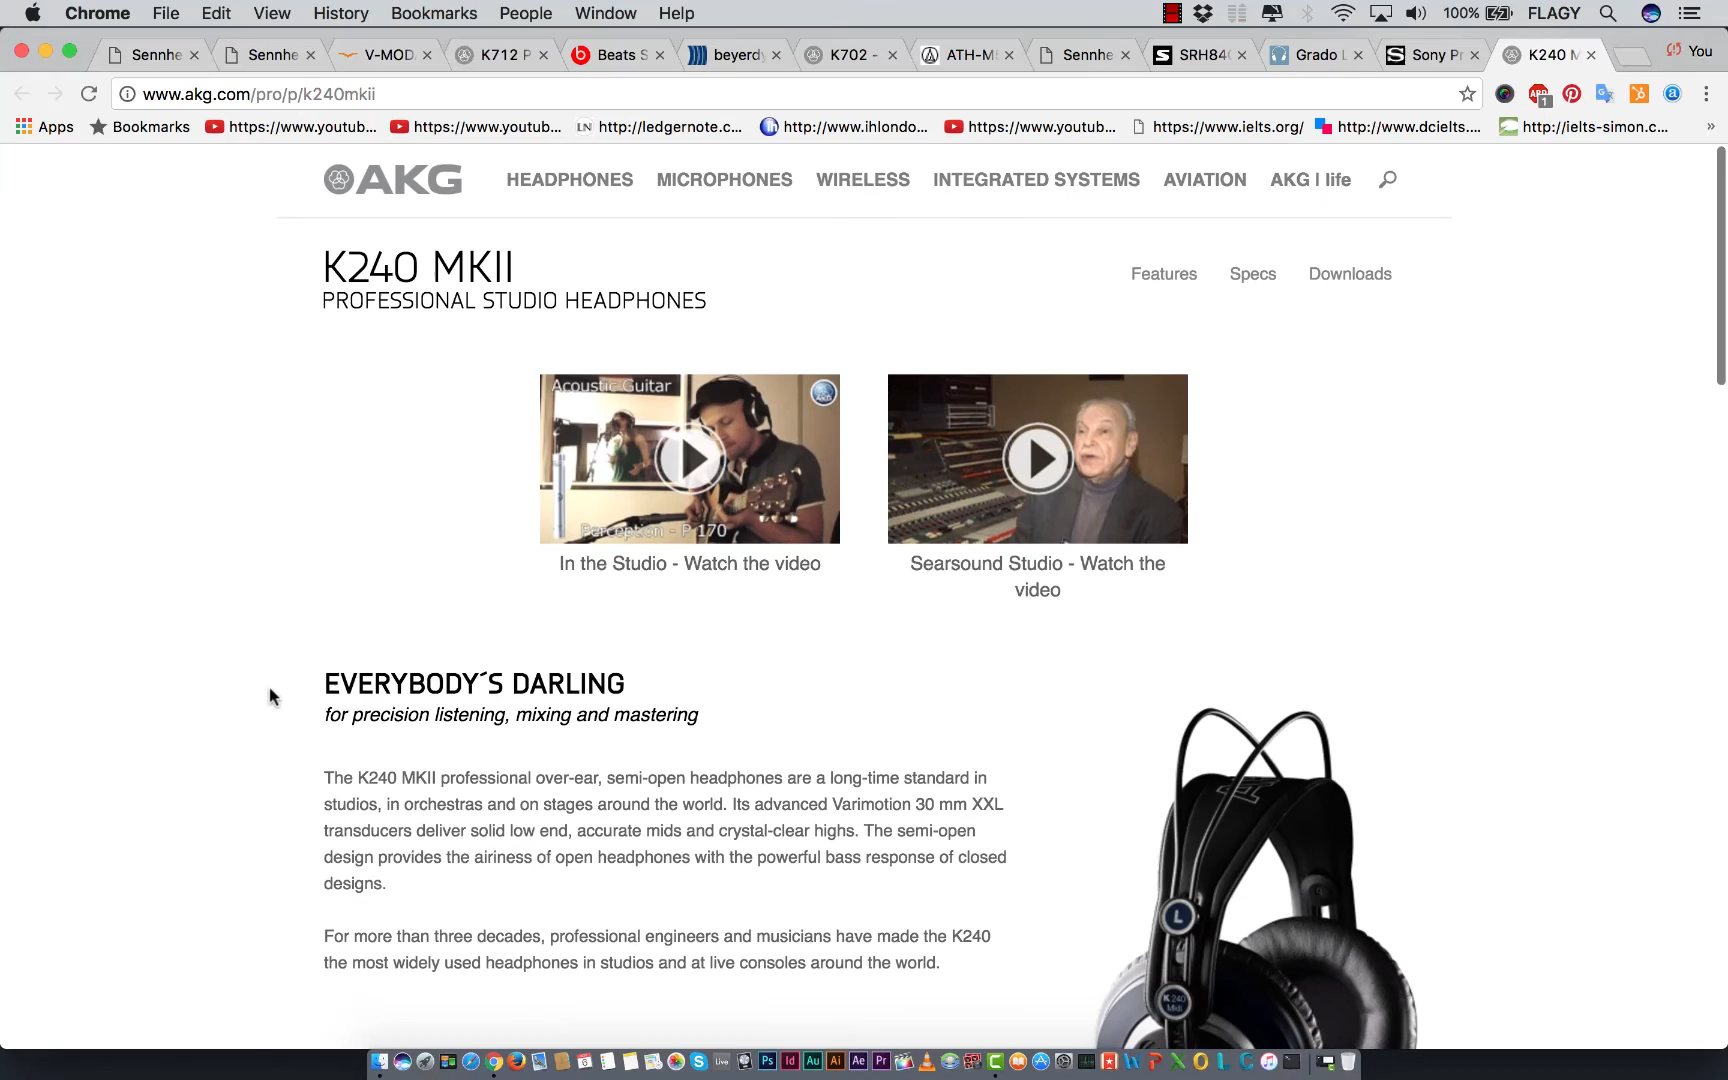 Chrome File Edit View History Bookmarks People Window Help 100% FLAGY
Sennhe Sennhe V-MOD K712 P Beats S beyerdy K702 - ATH-M Sennhe SRH840 Grado L Sony Pr K240 M You
www.akg.com/pro/p/k240mkii
Apps Bookmarks https://www.youtub... https://www.youtub... http://ledgernote.c... http://www.ihlondo... https://www.youtub... https://www.ielts.org/ http://www.dcielts.... http://ielts-simon.c... »
AKG HEADPHONES MICROPHONES WIRELESS INTEGRATED SYSTEMS AVIATION AKG | life
K240 MKII
PROFESSIONAL STUDIO HEADPHONES
Features Specs Downloads
Acoustic Guitar
Perception - P 170
In the Studio - Watch the video
Searsound Studio - Watch the
video
EVERYBODY´S DARLING
for precision listening, mixing and mastering
The K240 MKII professional over-ear, semi-open headphones are a long-time standard in
studios, in orchestras and on stages around the world. Its advanced Varimotion 30 mm XXL
transducers deliver solid low end, accurate mids and crystal-clear highs. The semi-open
design provides the airiness of open headphones with the powerful bass response of closed
designs.
For more than three decades, professional engineers and musicians have made the K240
the most widely used headphones in studios and at live consoles around the world.
L
K 240
MkII